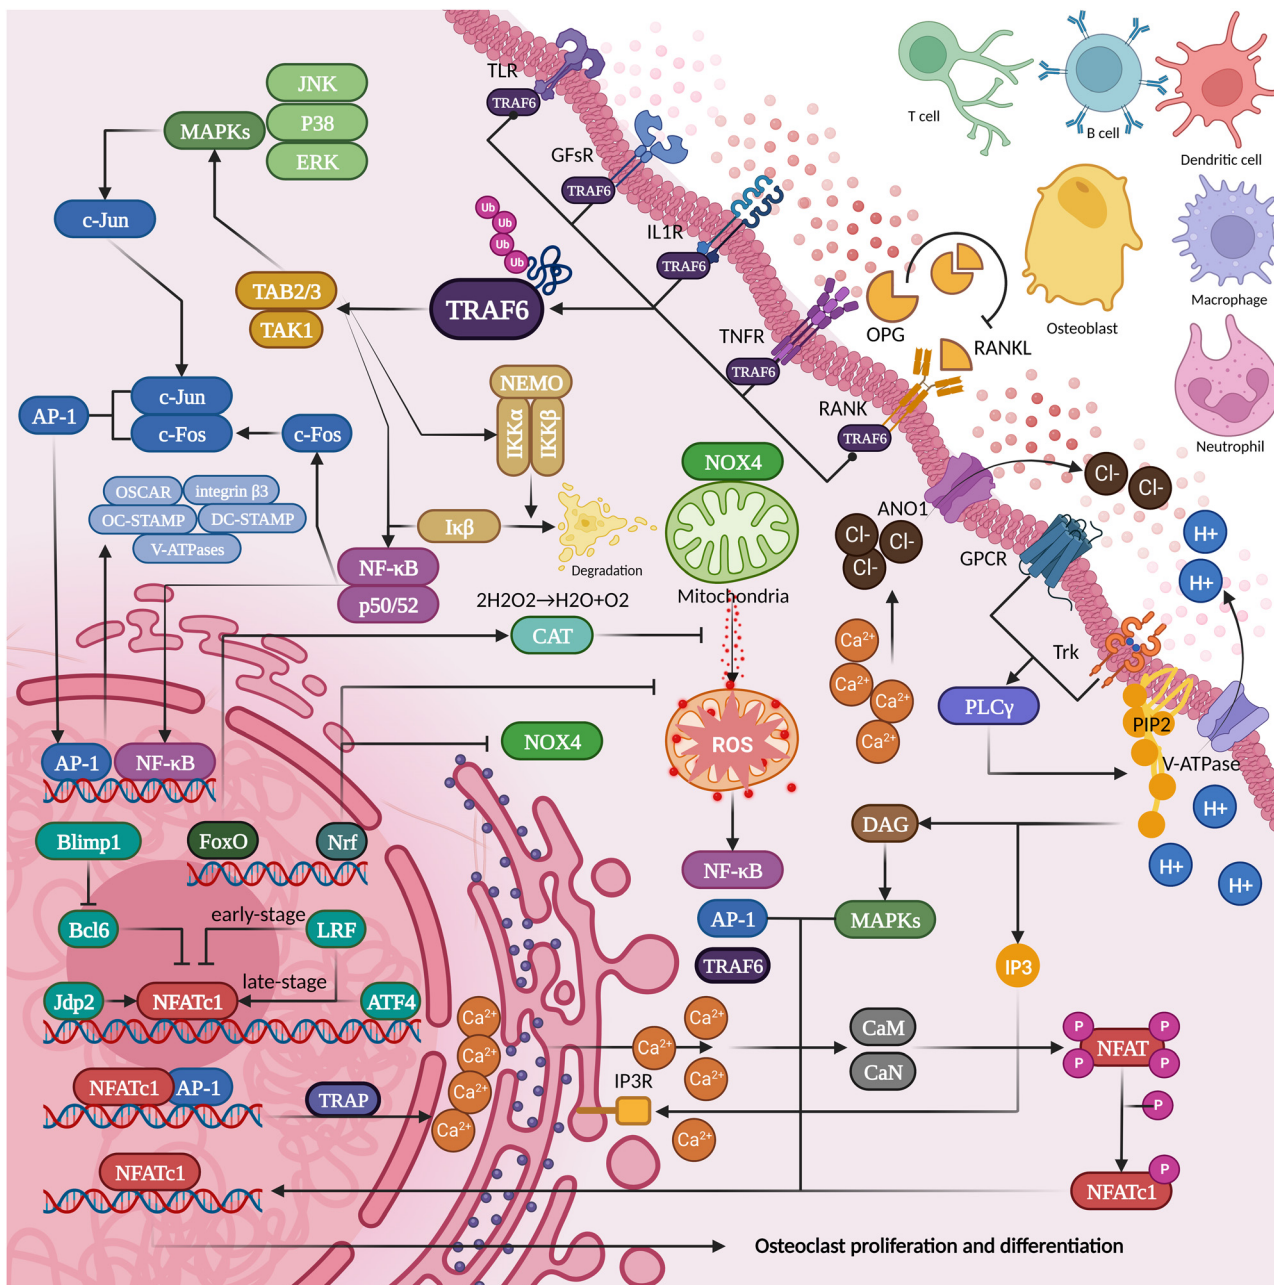 TLR
TRAF6
GFsR
TRAF6
IL1R
TRAF6
TNFR
TRAF6
RANK
TRAF6
T cell
B cell
Dendritic cell
Osteoblast
Macrophage
Neutrophil
OPG
RANKL
JNK
P38
ERK
MAPKs
c-Jun
Ub
Ub
Ub
Ub
TRAF6
TAB2/3
TAK1
AP-1
c-Jun
c-Fos
c-Fos
NEMO
IKKα
IKKβ
Iκβ
Degradation
NF-κB
p50/52
OSCAR
integrin β3
OC-STAMP
DC-STAMP
V-ATPases
NOX4
Mitochondria
2H2O2→H2O+O2
CAT
NOX4
ROS
NF-κB
AP-1
MAPKs
TRAF6
DAG
ANO1
Cl-
Cl-
Cl-
Cl-
Cl-
Ca2+
Ca2+
Ca2+
Ca2+
GPCR
Trk
PLCγ
PIP2
V-ATPase
H+
H+
H+
H+
H+
IP3
AP-1
NF-κB
Blimp1
FoxO
Nrf
Bcl6
early-stage
LRF
late-stage
Jdp2
NFATc1
ATF4
NFATc1
AP-1
TRAP
NFATc1
Ca2+
Ca2+
Ca2+
Ca2+
Ca2+
Ca2+
Ca2+
Ca2+
IP3R
CaM
CaN
P
P
P
P
NFAT
P
P
NFATc1
Osteoclast proliferation and differentiation